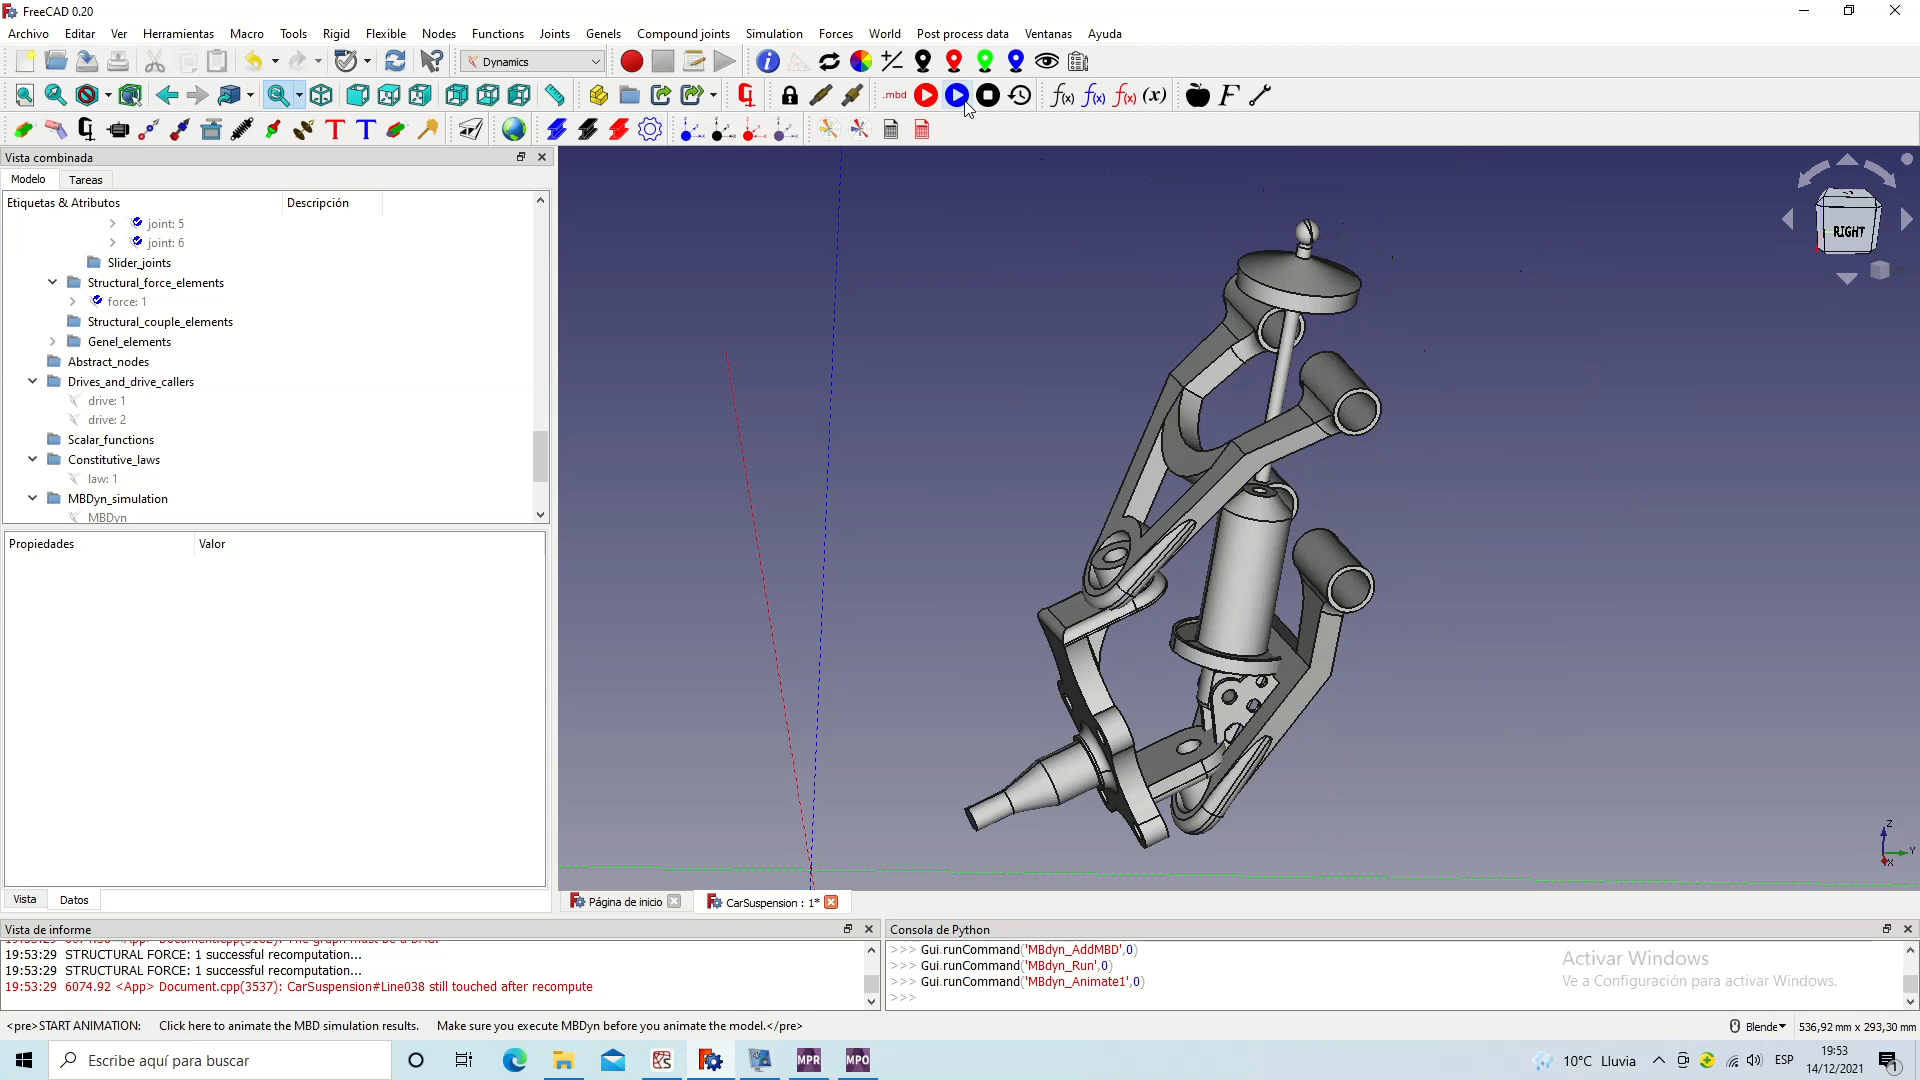 FreeCAD 0.20
Archivo Editar Ver Herramientas Macro Tools Rigid Flexible Nodes Functions Joints Genels Compound joints Simulation Forces World Post process data Ventanas Ayuda
Dynamics
.mbd f(x) f(x) f(x) (x) F
T T
Vista combinada
Modelo Tareas
Etiquetas & Atributos Descripción
joint: 5
joint: 6
Slider_joints
Structural_force_elements
force: 1
Structural_couple_elements
Genel_elements
Abstract_nodes
Drives_and_drive_callers
drive: 1
drive: 2
Scalar_functions
Constitutive_laws
law: 1
MBDyn_simulation
MBDyn
Propiedades Valor
Vista Datos
RIGHT
Z
Y
X
Página de inicio CarSuspension : 1*
Vista de informe
19:53:29 STRUCTURAL FORCE: 1 successful recomputation...
19:53:29 STRUCTURAL FORCE: 1 successful recomputation...
19:53:29 6074.92 <App> Document.cpp(3537): CarSuspension#Line038 still touched after recompute
Consola de Python
>>> Gui.runCommand('MBdyn_AddMBD',0)
>>> Gui.runCommand('MBdyn_Run',0)
>>> Gui.runCommand('MBdyn_Animate1',0)
>>>
Activar Windows
Ve a Configuración para activar Windows.
<pre>START ANIMATION: Click here to animate the MBD simulation results. Make sure you execute MBDyn before you animate the model.</pre>
Blender 536,92 mm x 293,30 mm
Escribe aquí para buscar
MPR MPO
10°C Lluvia ESP 19:53
14/12/2021
1